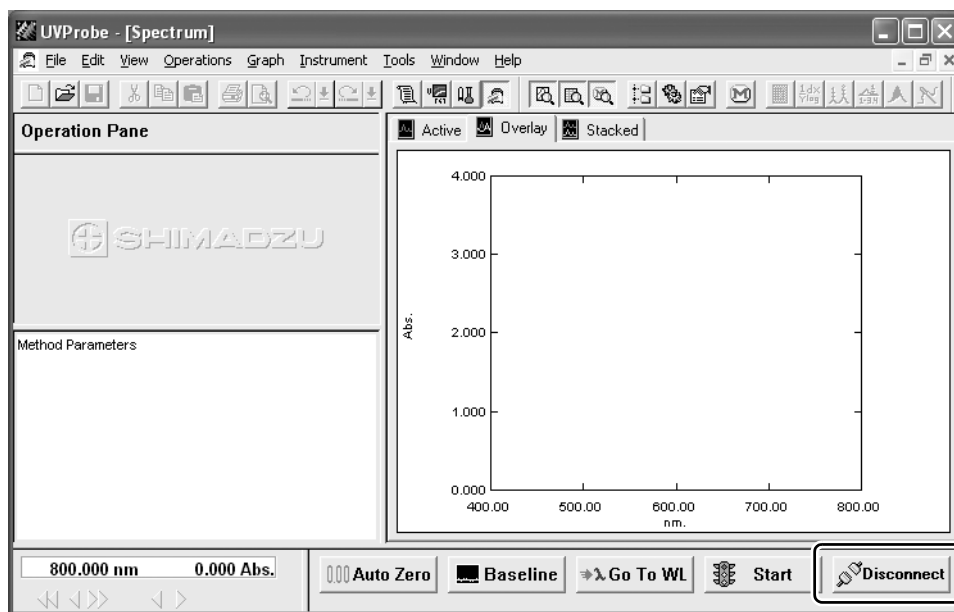 UVProbe - [Spectrum]
File Edit View Operations Graph Instrument Tools Window Help
Operation Pane
SHIMADZU
Method Parameters
Active Overlay Stacked
4.000
3.000
Abs.
2.000
1.000
0.000
400.00 500.00 600.00 700.00 800.00
nm.
800.000 nm 0.000 Abs.
0.00 Auto Zero Baseline λ Go To WL Start Disconnect